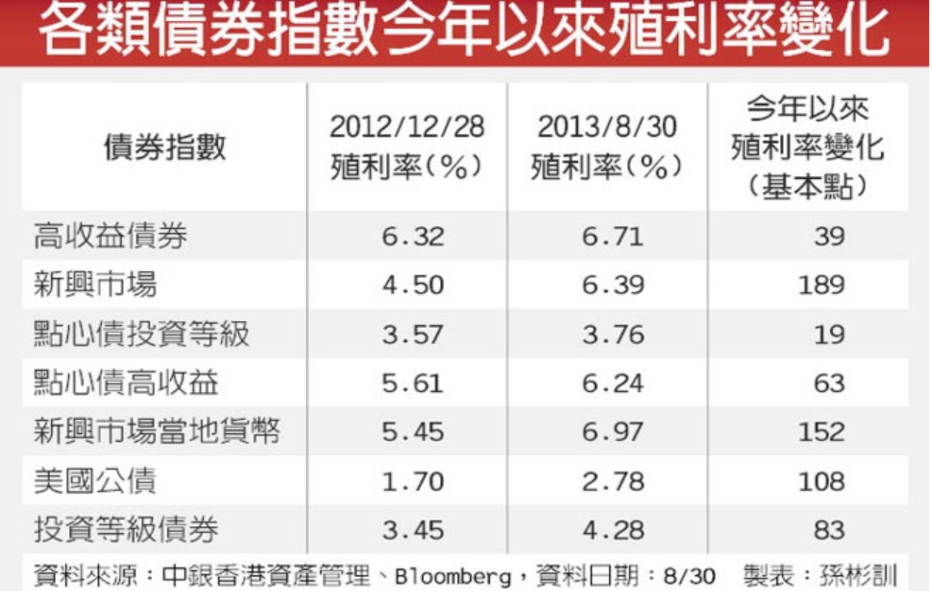 各類債券指數今年以來殖利率變化
債券指數 2012/12/28 殖利率(%) 2013/8/30 殖利率(%) 今年以來 殖利率變化 (基本點)
高收益債券 6.32 6.71 39
新興市場 4.50 6.39 189
點心債投資等級 3.57 3.76 19
點心債高收益 5.61 6.24 63
新興市場當地貨幣 5.45 6.97 152
美國公債 1.70 2.78 108
投資等級債券 3.45 4.28 83
資料來源：中銀香港資產管理、Bloomberg，資料日期：8/30 製表：孫彬訓